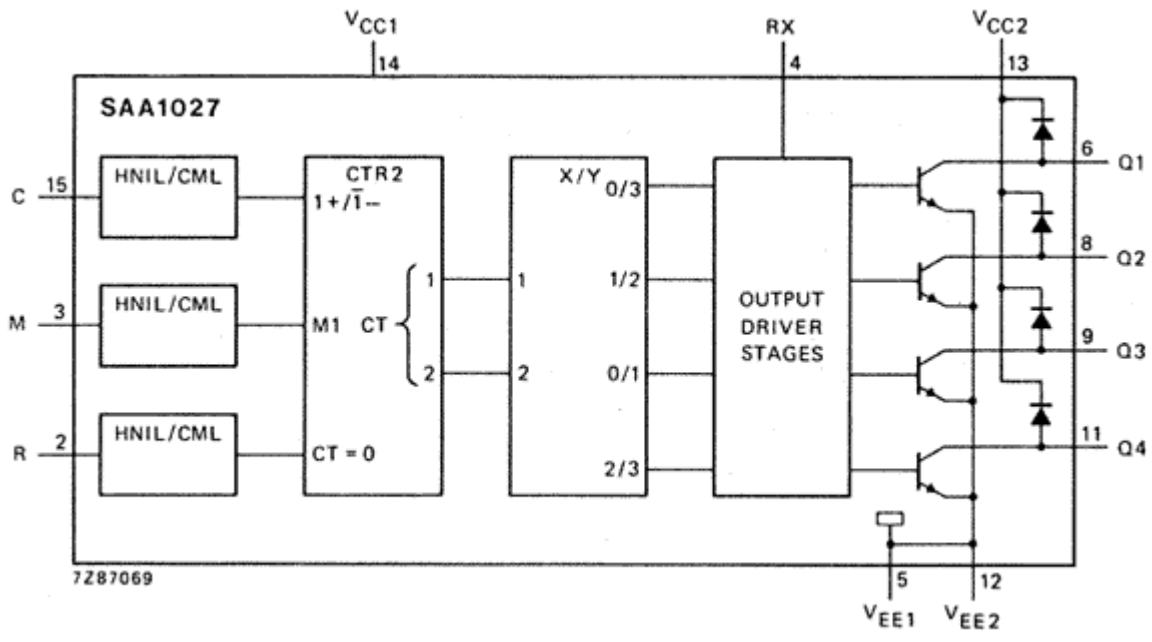 VCC1
RX
VCC2
14
4
13
SAA1027
HNIL/CML
CTR2
X/Y
C
15
1+/1̅−
0/3
6
Q1
1
1
1/2
8
Q2
HNIL/CML
M
3
M1
CT
OUTPUT
DRIVER
STAGES
2
2
0/1
9
Q3
HNIL/CML
R
2
CT = 0
2/3
11
Q4
7Z87069
5
12
VEE1
VEE2